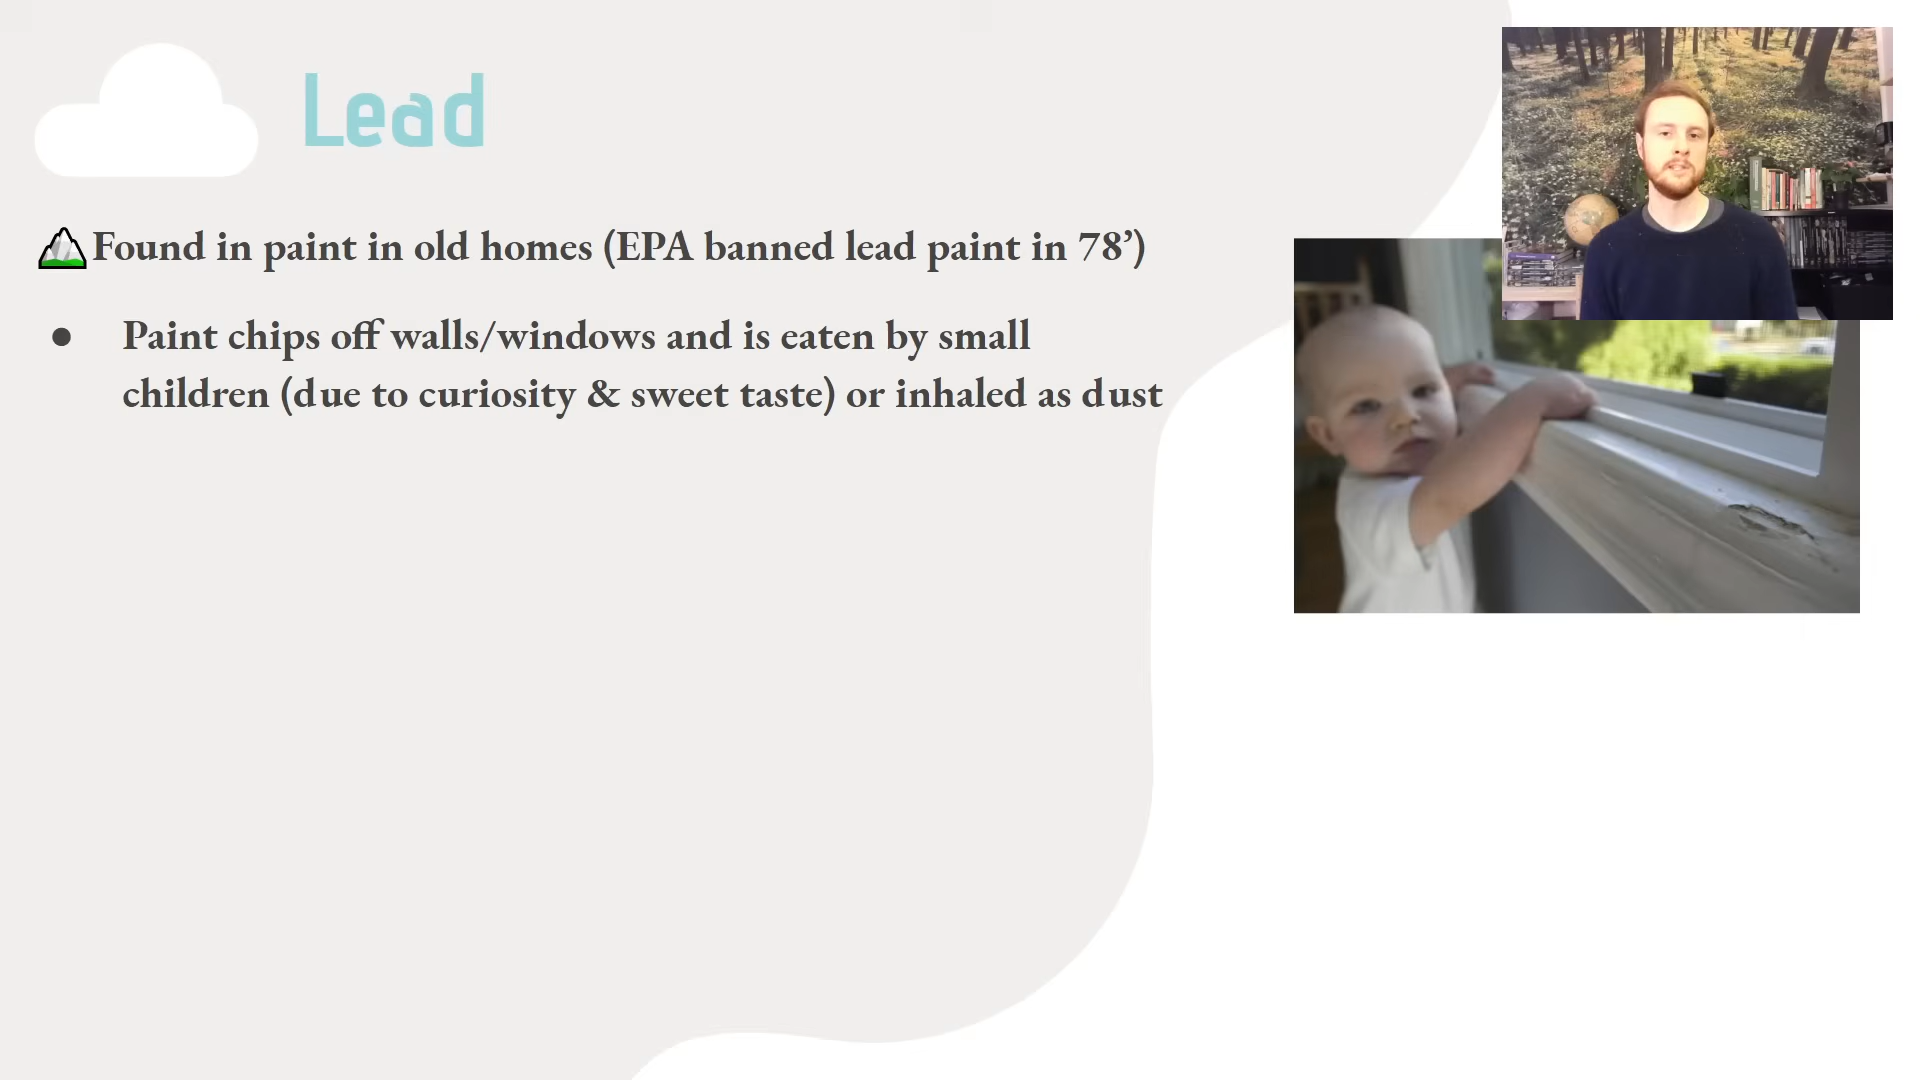 Lead
Found in paint in old homes (EPA banned lead paint in 78’)
● Paint chips off walls/windows and is eaten by small
children (due to curiosity & sweet taste) or inhaled as dust